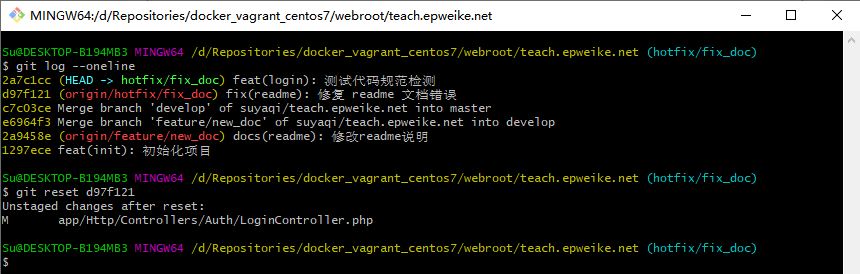 MINGW64:/d/Repositories/docker_vagrant_centos7/webroot/teach.epweike.net
Su@DESKTOP-B194MB3 MINGW64 /d/Repositories/docker_vagrant_centos7/webroot/teach.epweike.net (hotfix/fix_doc)
$ git log --oneline
2a7c1cc (HEAD -> hotfix/fix_doc) feat(login): 测试代码规范检测
d97f121 (origin/hotfix/fix_doc) fix(readme): 修复 readme 文档错误
c7c03ce Merge branch 'develop' of suyaqi/teach.epweike.net into master
e6964f3 Merge branch 'feature/new_doc' of suyaqi/teach.epweike.net into develop
2a9458e (origin/feature/new_doc) docs(readme): 修改readme说明
1297ece feat(init): 初始化项目
Su@DESKTOP-B194MB3 MINGW64 /d/Repositories/docker_vagrant_centos7/webroot/teach.epweike.net (hotfix/fix_doc)
$ git reset d97f121
Unstaged changes after reset:
M       app/Http/Controllers/Auth/LoginController.php
Su@DESKTOP-B194MB3 MINGW64 /d/Repositories/docker_vagrant_centos7/webroot/teach.epweike.net (hotfix/fix_doc)
$